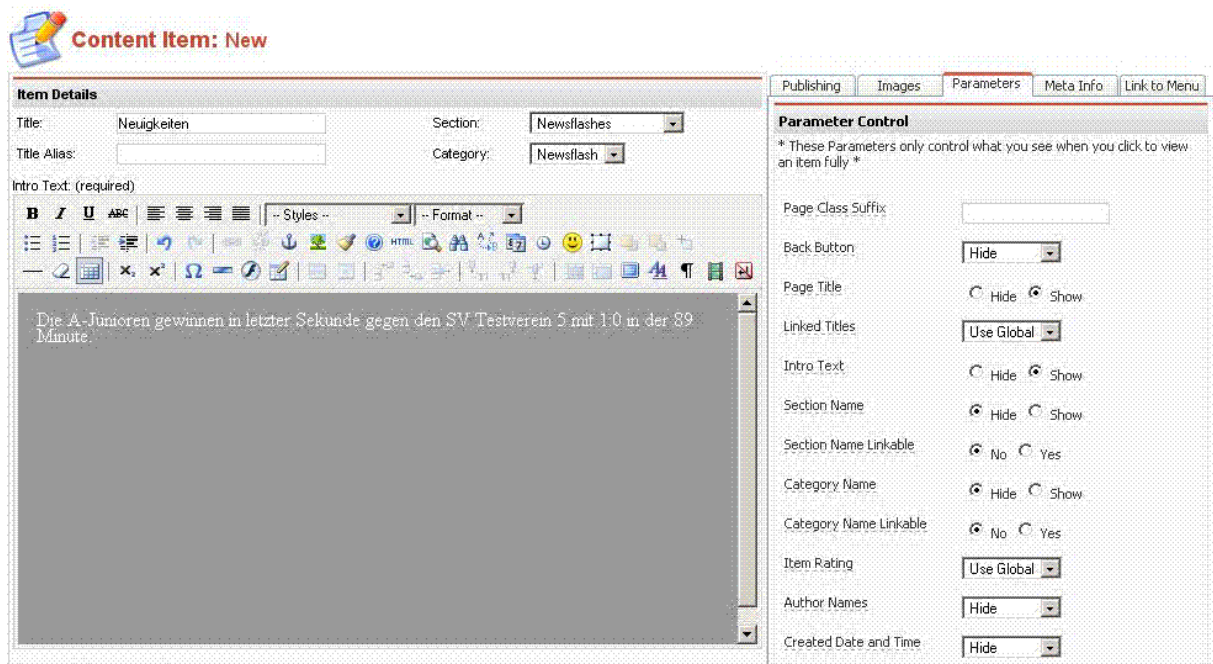 Content Item: New
Item Details
Title: Neuigkeiten Section: Newsflashes
Title Alias: Category: Newsflash
Intro Text: (required)
B I U ABC -- Styles -- -- Format --
HTML
Die A-Junioren gewinnen in letzter Sekunde gegen den SV Testverein 5 mit 1:0 in der 89
Minute.
Publishing Images Parameters Meta Info Link to Menu
Parameter Control
* These Parameters only control what you see when you click to view
an item fully *
Page Class Suffix
Back Button Hide
Page Title Hide Show
Linked Titles Use Global
Intro Text Hide Show
Section Name Hide Show
Section Name Linkable No Yes
Category Name Hide Show
Category Name Linkable No Yes
Item Rating Use Global
Author Names Hide
Created Date and Time Hide